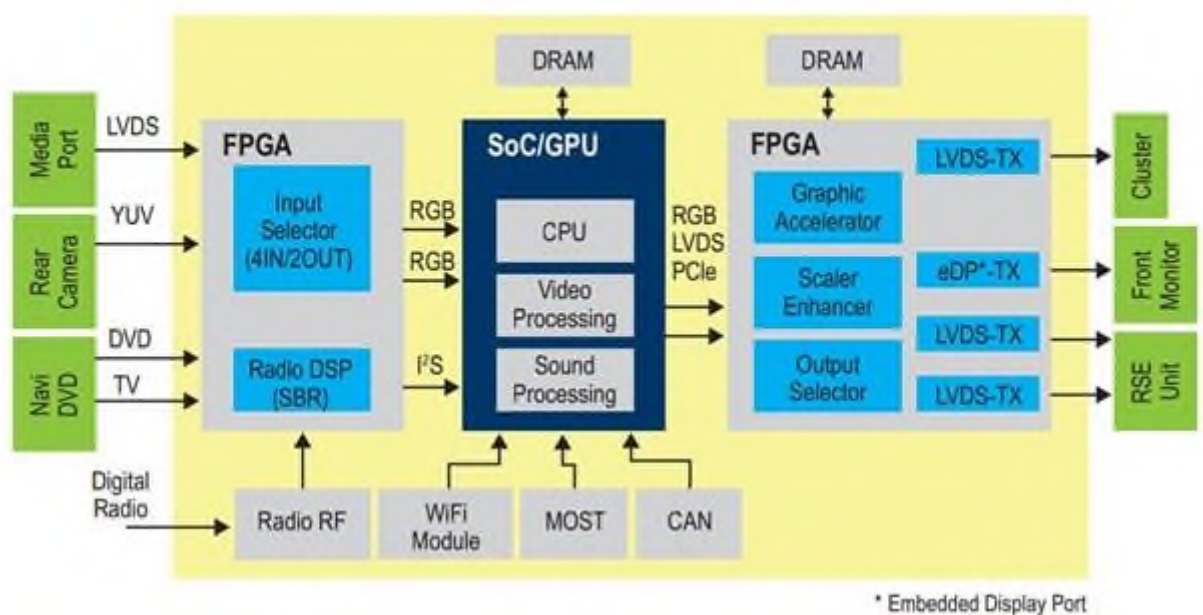 DRAM
DRAM
Media
Port
LVDS
Rear
Camera
YUV
Navi
DVD
DVD
TV
Digital
Radio
FPGA
Input
Selector
(4IN/2OUT)
Radio DSP
(SBR)
RGB
RGB
I²S
SoC/GPU
CPU
Video
Processing
Sound
Processing
RGB
LVDS
PCIe
FPGA
Graphic
Accelerator
Scaler
Enhancer
Output
Selector
LVDS-TX
eDP*-TX
LVDS-TX
LVDS-TX
Cluster
Front
Monitor
RSE
Unit
Radio RF
WiFi
Module
MOST
CAN
* Embedded Display Port